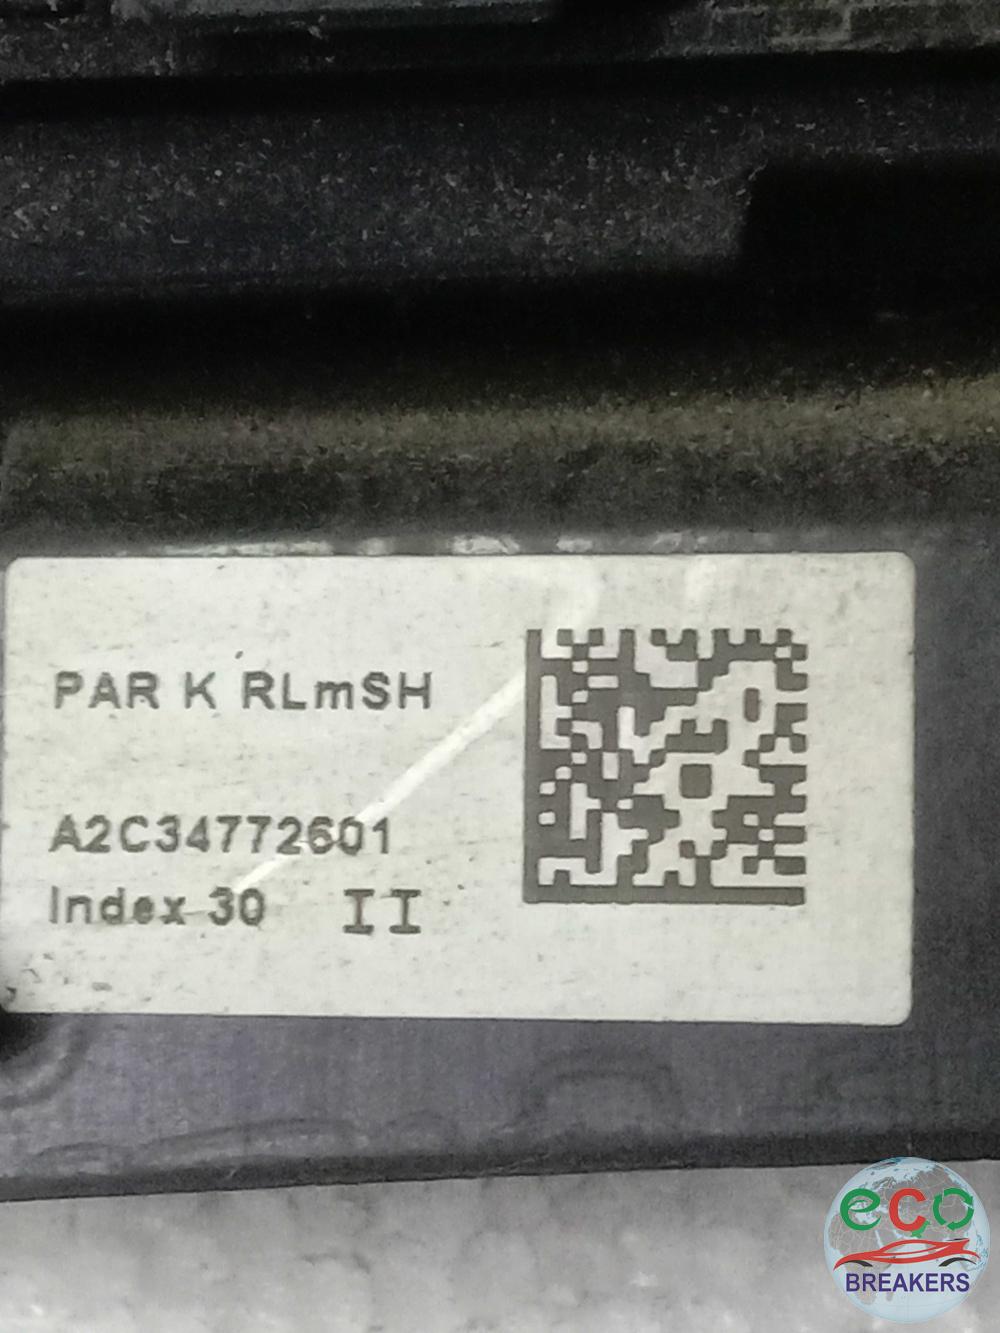 PAR K RLmSH
A2C34772601
Index 30 II
eco
BREAKERS